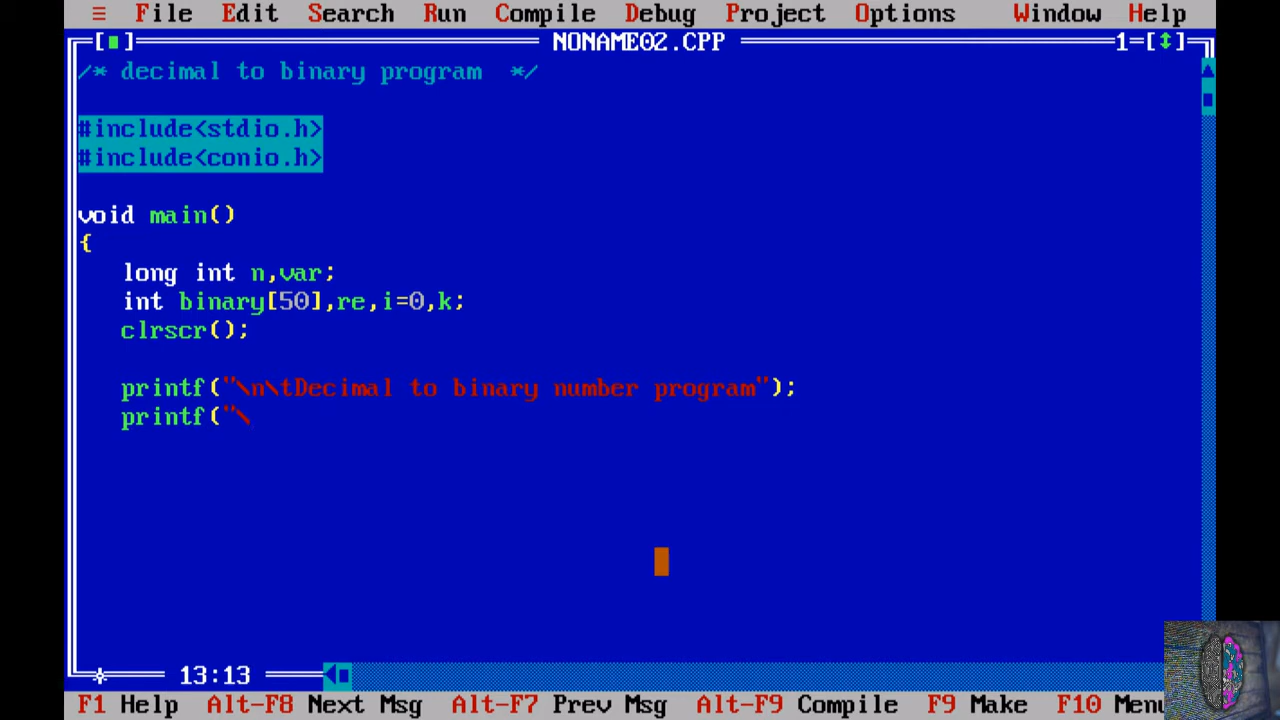 ≡ File Edit Search Run Compile Debug Project Options Window Help
[■] NONAME02.CPP 1=[↕]
/* decimal to binary program */
#include<stdio.h>
#include<conio.h>
void main()
{
long int n,var;
int binary[50],re,i=0,k;
clrscr();
printf("\n\tDecimal to binary number program");
printf("\
13:13
F1 Help Alt-F8 Next Msg Alt-F7 Prev Msg Alt-F9 Compile F9 Make F10 Menu